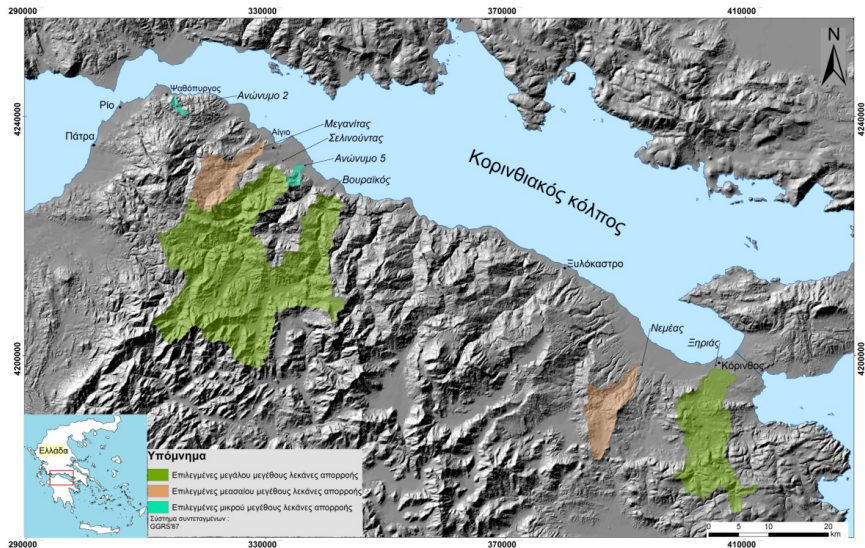 290000 330000 370000 410000
N
4240000 4240000
Ψαθόπυργος
Ανώνυμο 2
Ρίο
Πάτρα
Μεγανίτας
Αίγιο
Σελινούντας
Ανώνυμο 5
Βουραϊκός
Κορινθιακός κόλπος
Ξυλόκαστρο
Νεμέας
Ξηριάς
Κόρινθος
4200000 4200000
Ελλάδα
Υπόμνημα
Επιλεγμένες μεγάλου μεγέθους λεκάνες απορροής
Επιλεγμένες μεασαίου μεγέθους λεκάνες απορροής
Επιλεγμένες μικρού μεγέθους λεκάνες απορροής
Σύστημα συντεταγμένων :
GGRS'87
0 5 10 20
km
290000 330000 370000 410000